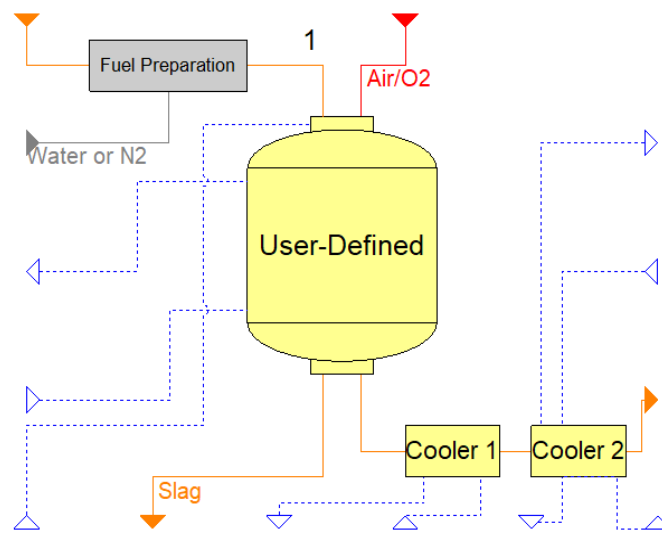 1
Fuel Preparation
Air/O2
Water or N2
User-Defined
Cooler 1
Cooler 2
Slag